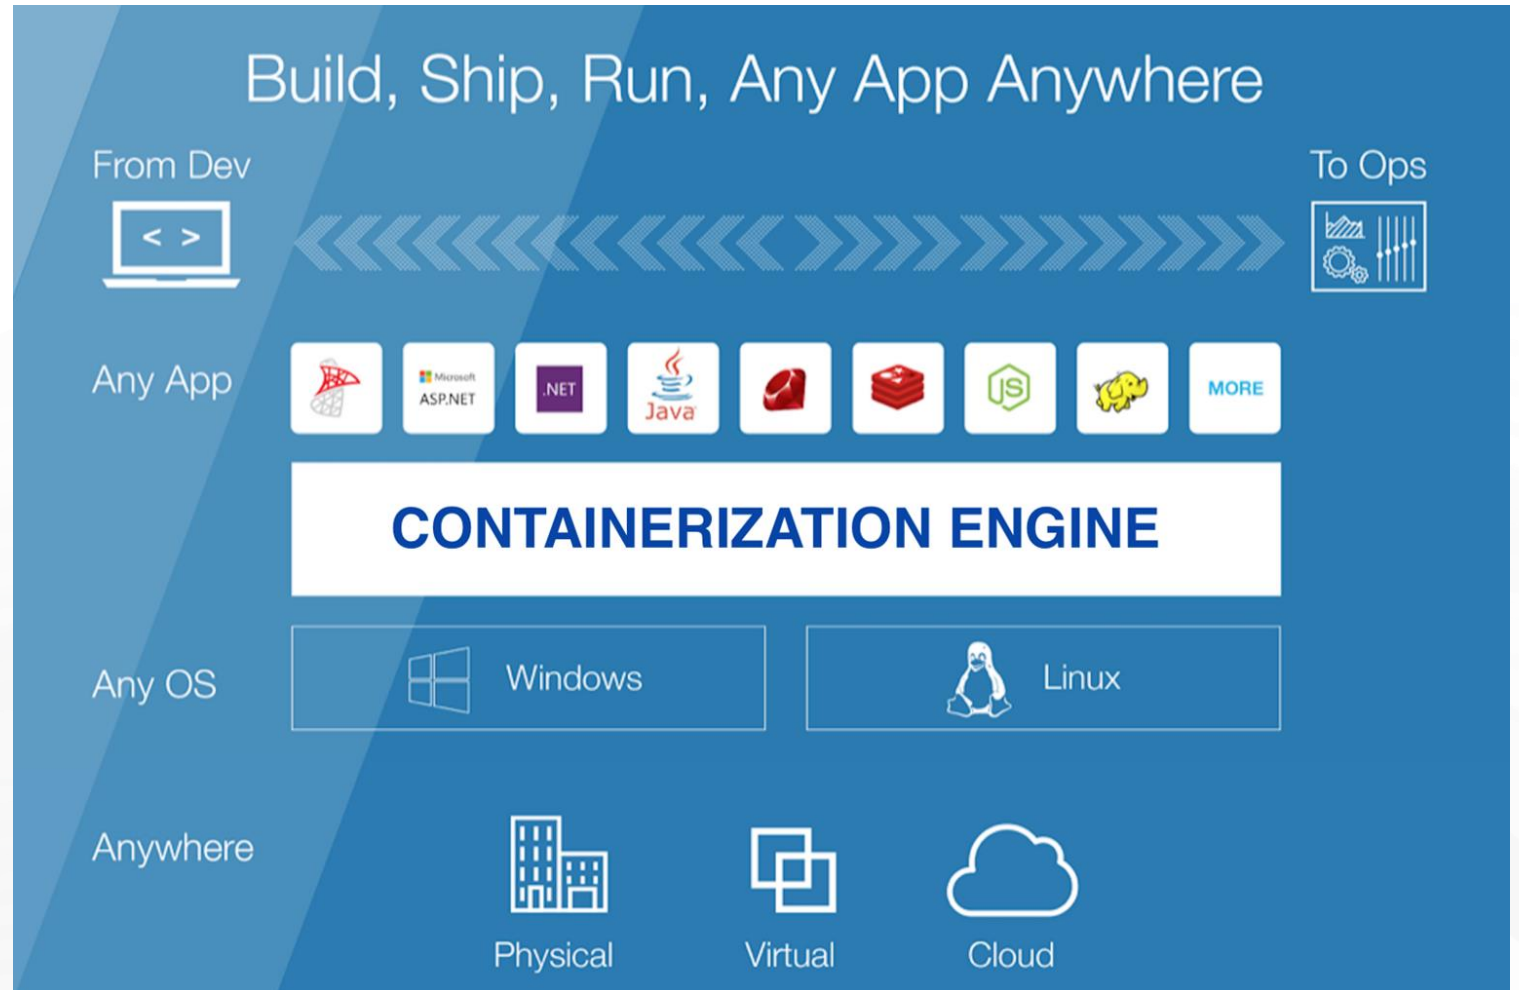 Build, Ship, Run, Any App Anywhere
From Dev
To Ops
< >
Any App
Microsoft
ASP.NET
.NET
Java
JS
MORE
CONTAINERIZATION ENGINE
Any OS
Windows
Linux
Anywhere
Physical
Virtual
Cloud